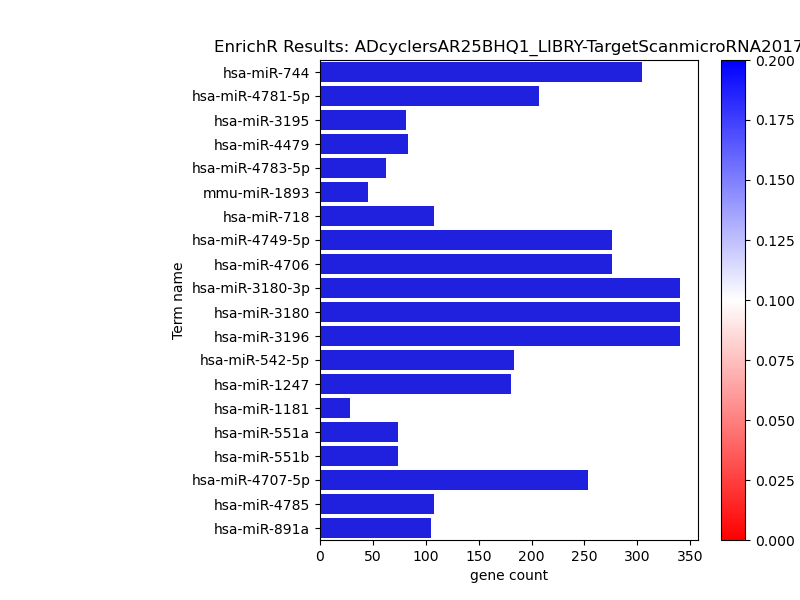 EnrichR Results: ADcyclersAR25BHQ1_LIBRY-TargetScanmicroRNA2017
hsa-miR-744
hsa-miR-4781-5p
hsa-miR-3195
hsa-miR-4479
hsa-miR-4783-5p
mmu-miR-1893
hsa-miR-718
hsa-miR-4749-5p
hsa-miR-4706
hsa-miR-3180-3p
hsa-miR-3180
hsa-miR-3196
hsa-miR-542-5p
hsa-miR-1247
hsa-miR-1181
hsa-miR-551a
hsa-miR-551b
hsa-miR-4707-5p
hsa-miR-4785
hsa-miR-891a
Term name
0 50 100 150 200 250 300 350
gene count
0.200
0.175
0.150
0.125
0.100
0.075
0.050
0.025
0.000